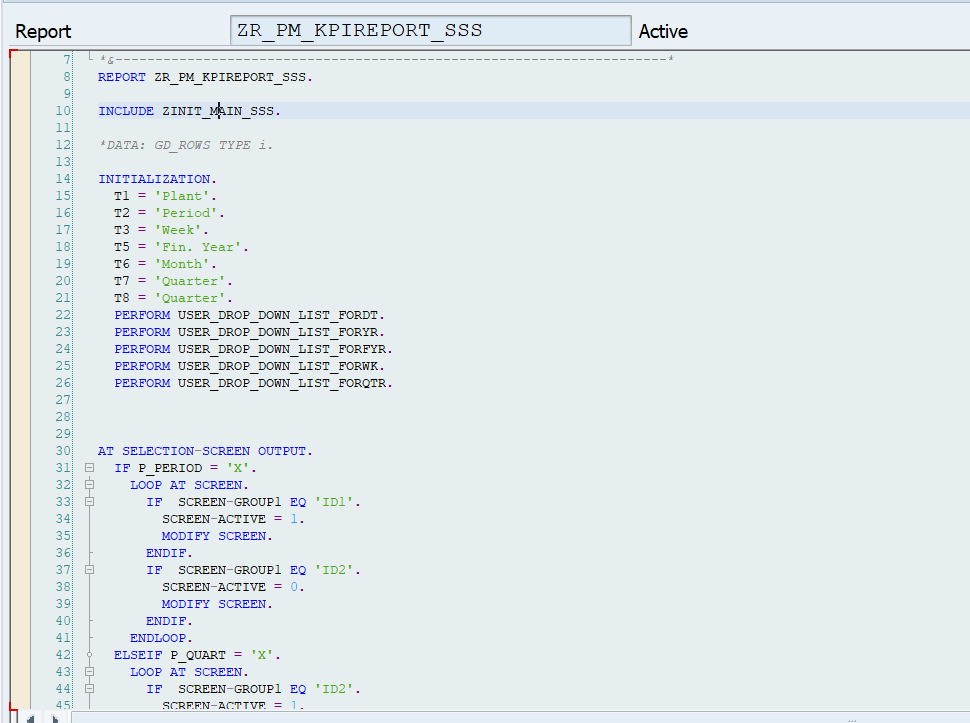 Report ZR_PM_KPIREPORT_SSS Active
7 *&---------------------------------------------------------------------*
8 REPORT ZR_PM_KPIREPORT_SSS.
9
10 INCLUDE ZINIT_MAIN_SSS.
11
12 *DATA: GD_ROWS TYPE i.
13
14 INITIALIZATION.
15 T1 = 'Plant'.
16 T2 = 'Period'.
17 T3 = 'Week'.
18 T5 = 'Fin. Year'.
19 T6 = 'Month'.
20 T7 = 'Quarter'.
21 T8 = 'Quarter'.
22 PERFORM USER_DROP_DOWN_LIST_FORDT.
23 PERFORM USER_DROP_DOWN_LIST_FORYR.
24 PERFORM USER_DROP_DOWN_LIST_FORFYR.
25 PERFORM USER_DROP_DOWN_LIST_FORWK.
26 PERFORM USER_DROP_DOWN_LIST_FORQTR.
27
28
29
30 AT SELECTION-SCREEN OUTPUT.
31 IF P_PERIOD = 'X'.
32 LOOP AT SCREEN.
33 IF  SCREEN-GROUP1 EQ 'ID1'.
34 SCREEN-ACTIVE = 1.
35 MODIFY SCREEN.
36 ENDIF.
37 IF  SCREEN-GROUP1 EQ 'ID2'.
38 SCREEN-ACTIVE = 0.
39 MODIFY SCREEN.
40 ENDIF.
41 ENDLOOP.
42 ELSEIF P_QUART = 'X'.
43 LOOP AT SCREEN.
44 IF  SCREEN-GROUP1 EQ 'ID2'.
45 SCREEN-ACTIVE = 1.